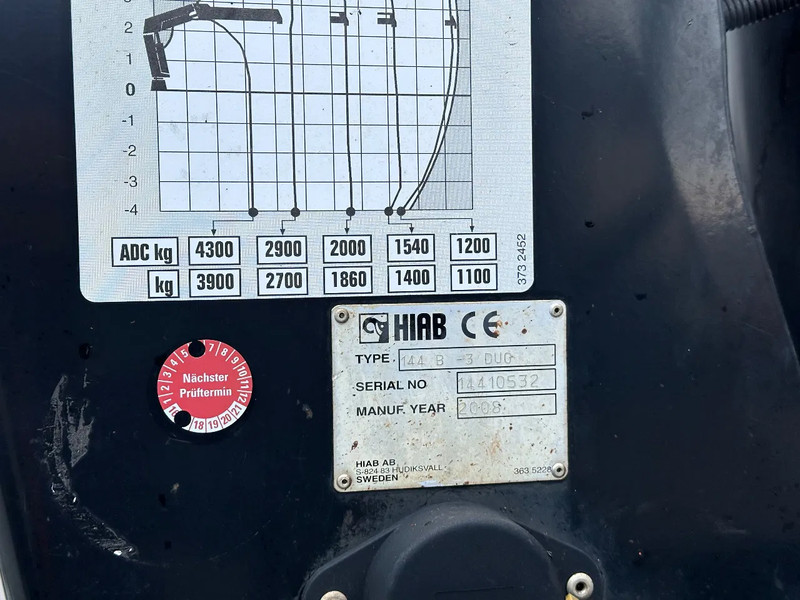 3
2
1
0
-1
-2
-3
-4
ADC kg 4300 2900 2000 1540 1200
kg 3900 2700 1860 1400 1100
373 2452
HIAB CE
TYPE 144 B -3 DUO
SERIAL NO 14410532
MANUF. YEAR 2008
HIAB AB
S-824 83 HUDIKSVALL
SWEDEN
363 5228
1 2 3 4 5 7 8 9 10 11 12
Nächster
Prüftermin
18 19 20 21